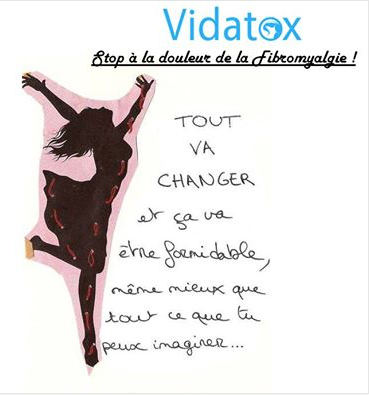 Vidatox
Stop à la douleur de la Fibromyalgie !
TOUT
VA
CHANGER
et ça va
être formidable,
même mieux que
tout ce que tu
peux imaginer...